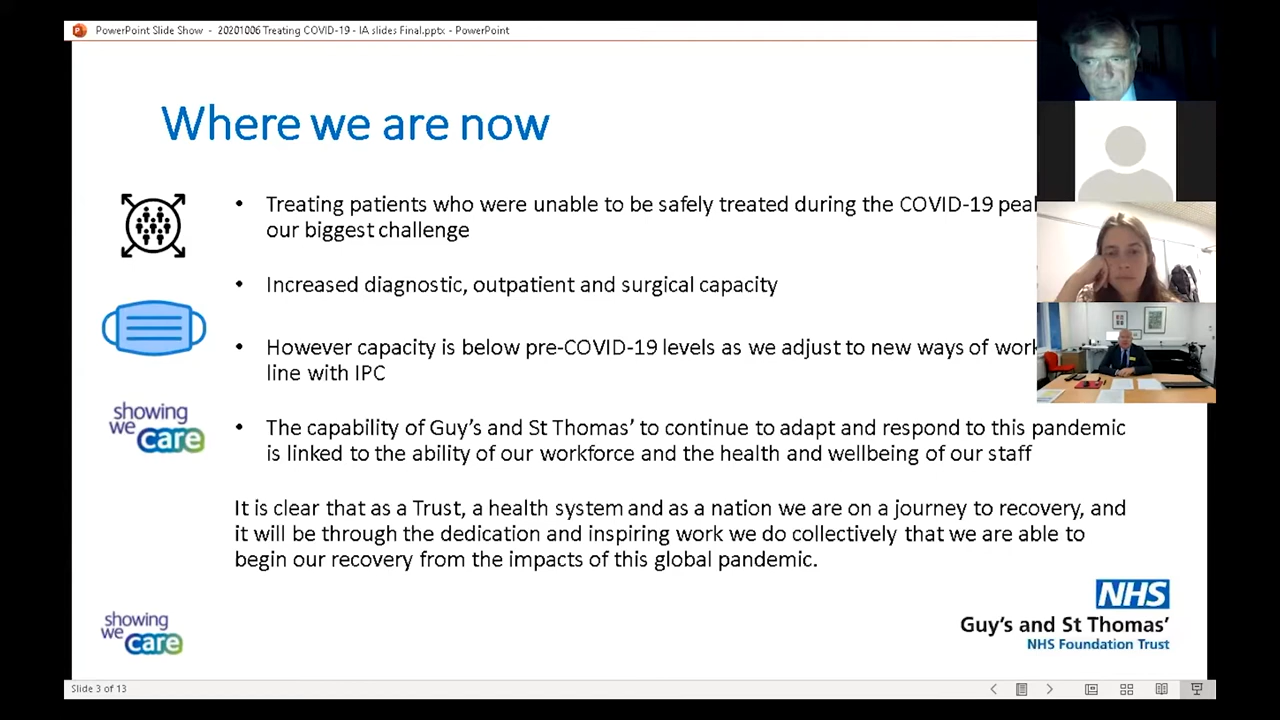 PowerPoint Slide Show - 20201006 Treating COVID-19 - IA slides Final.pptx - PowerPoint
Where we are now
• Treating patients who were unable to be safely treated during the COVID-19
our biggest challenge
• Increased diagnostic, outpatient and surgical capacity
• However capacity is below pre-COVID-19 levels as we adjust to new ways of
line with IPC
• The capability of Guy's and St Thomas' to continue to adapt and respond to this pandemic
is linked to the ability of our workforce and the health and wellbeing of our staff
It is clear that as a Trust, a health system and as a nation we are on a journey to recovery, and
it will be through the dedication and inspiring work we do collectively that we are able to
begin our recovery from the impacts of this global pandemic.
showing
we care
showing
we care
NHS
Guy's and St Thomas'
NHS Foundation Trust
Slide 3 of 13